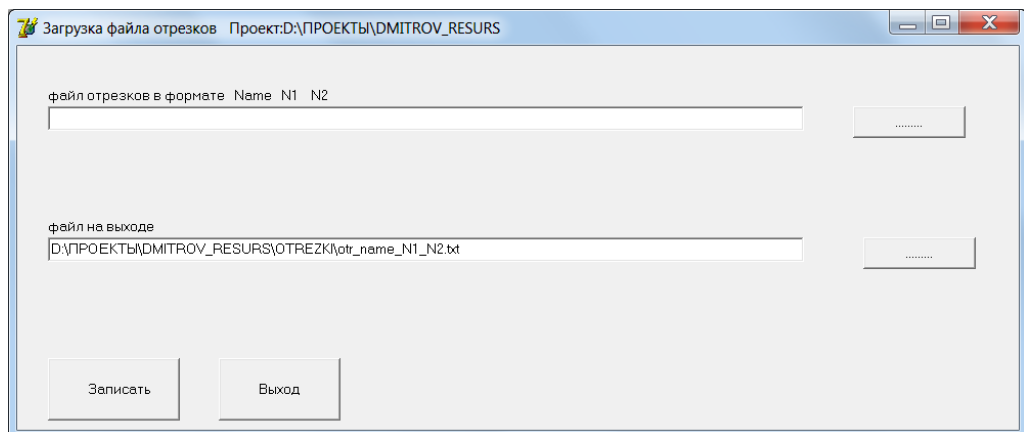 Загрузка файла отрезков Проект:D:\ПРОЕКТЫ\DMITROV_RESURS
файл отрезков в формате Name N1 N2
.........
файл на выходе
D:\ПРОЕКТЫ\DMITROV_RESURS\OTREZKI\otr_name_N1_N2.txt
.........
Записать Выход